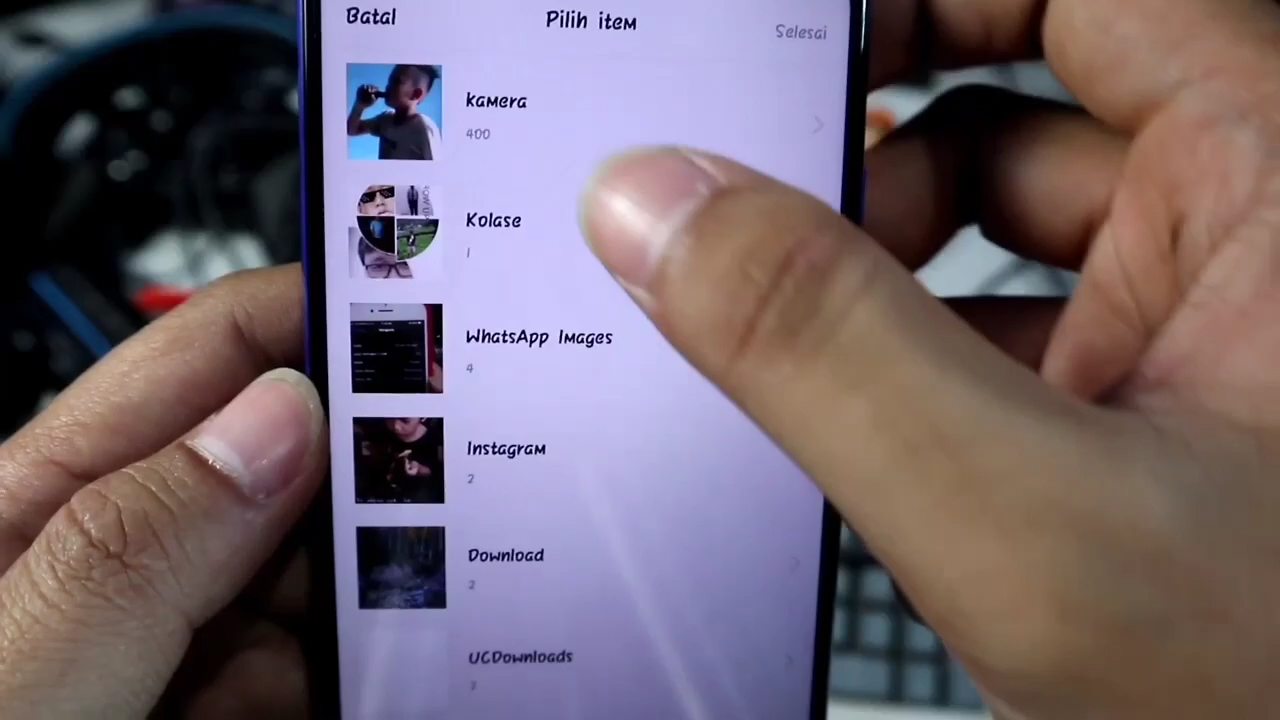 Batal
Pilih item
Selesai
Kamera
400
Kolase
1
WhatsApp Images
4
Instagram
2
Download
2
UCDownloads